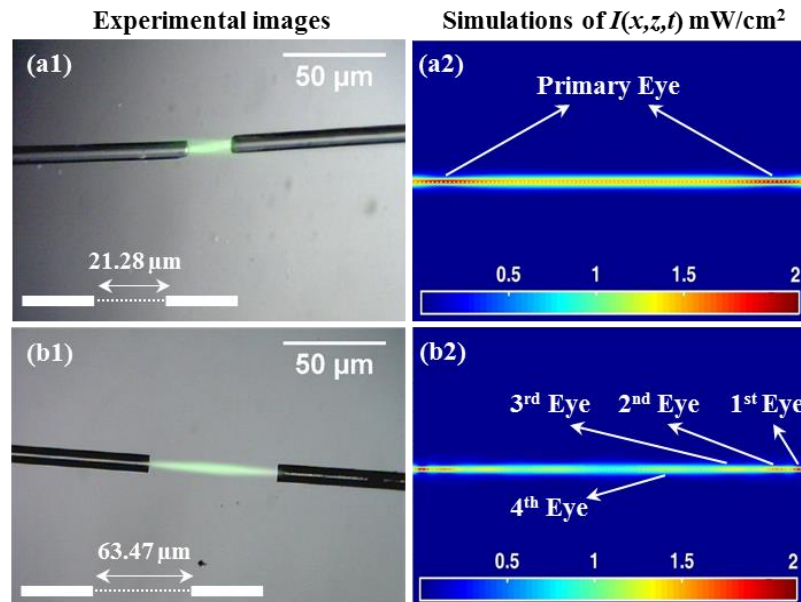 Experimental images
Simulations of I(x,z,t) mW/cm²
(a1)
50 µm
21.28 µm
(a2)
Primary Eye
0.5 1 1.5 2
(b1)
50 µm
63.47 µm
(b2)
3rd Eye 2nd Eye 1st Eye
4th Eye
0.5 1 1.5 2